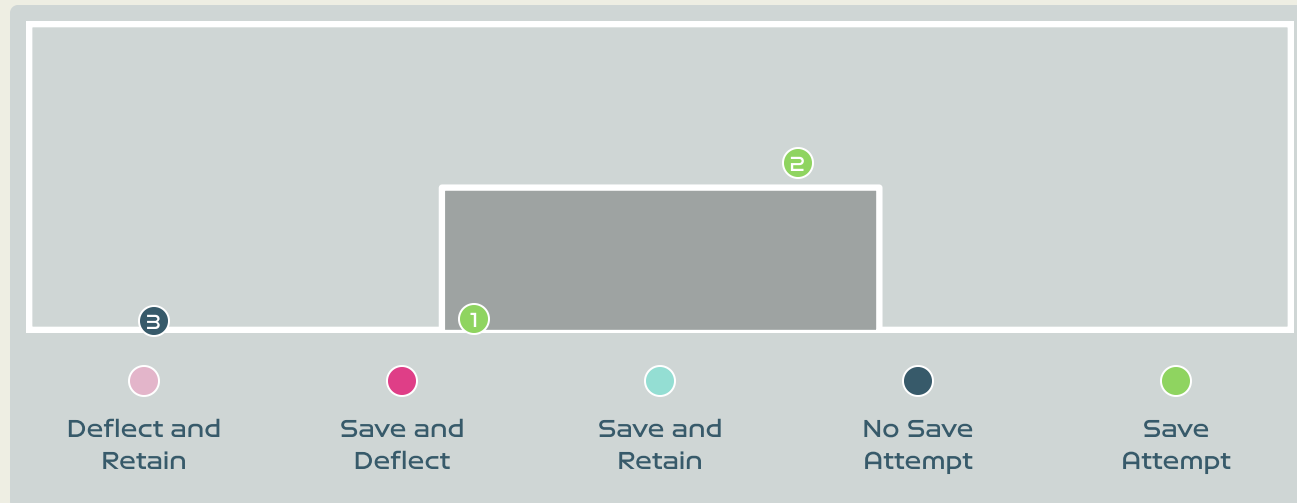 2
3
1
Deflect and
Retain
Save and
Deflect
Save and
Retain
No Save
Attempt
Save
Attempt